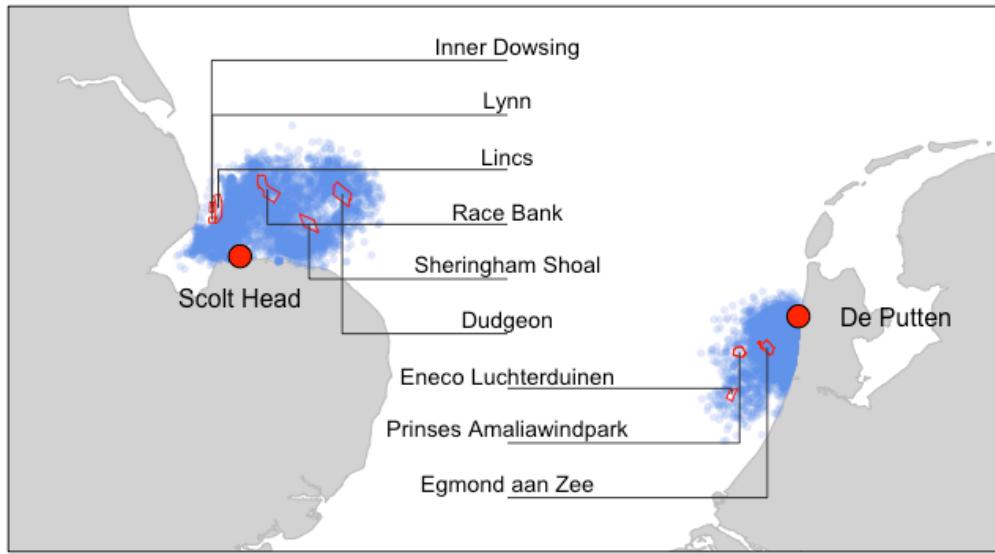 Inner Dowsing
Lynn
Lincs
Race Bank
Sheringham Shoal
Scolt Head
Dudgeon
De Putten
Eneco Luchterduinen
Prinses Amaliawindpark
Egmond aan Zee